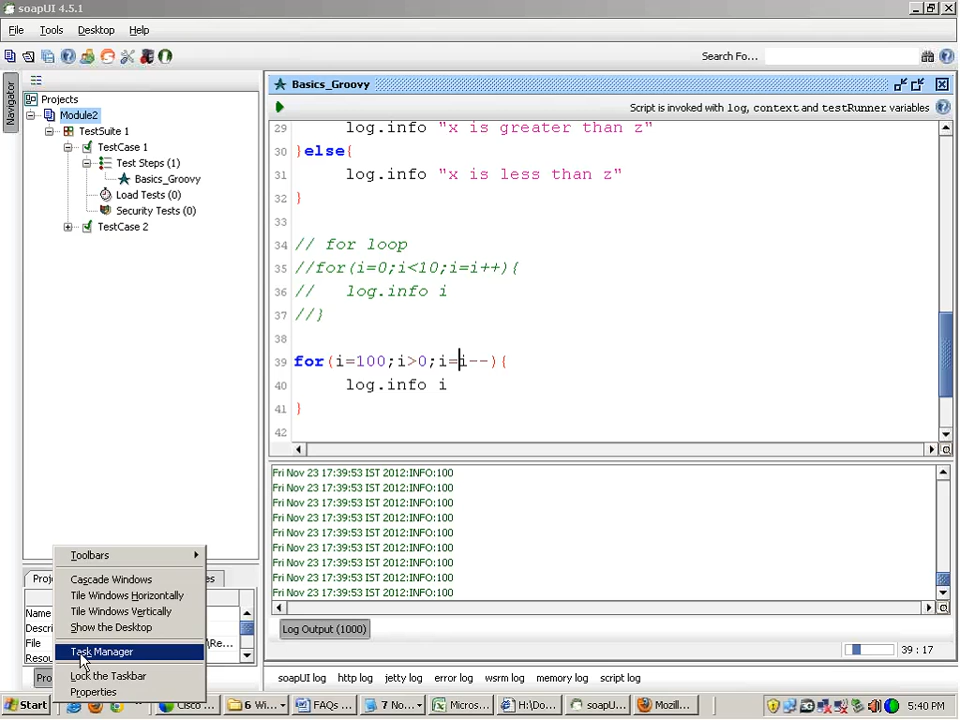 soapUI 4.5.1
File Tools Desktop Help
Search Fo...
Navigator
Projects
Module2
TestSuite 1
TestCase 1
Test Steps (1)
Basics_Groovy
Load Tests (0)
Security Tests (0)
TestCase 2
Basics_Groovy
Script is invoked with log, context and testRunner variables
29 log.info "x is greater than z"
30 }else{
31 log.info "x is less than z"
32 }
33
34 // for loop
35 //for(i=0;i<10;i=i++){
36 // log.info i
37 //}
38
39 for(i=100;i>0;i=i--){
40 log.info i
41 }
42
Fri Nov 23 17:39:53 IST 2012:INFO:100
Fri Nov 23 17:39:53 IST 2012:INFO:100
Fri Nov 23 17:39:53 IST 2012:INFO:100
Fri Nov 23 17:39:53 IST 2012:INFO:100
Fri Nov 23 17:39:53 IST 2012:INFO:100
Fri Nov 23 17:39:53 IST 2012:INFO:100
Fri Nov 23 17:39:53 IST 2012:INFO:100
Fri Nov 23 17:39:53 IST 2012:INFO:100
Fri Nov 23 17:39:53 IST 2012:INFO:100
Log Output (1000)
39 : 17
Toolbars
Cascade Windows
Tile Windows Horizontally
Tile Windows Vertically
Show the Desktop
Task Manager
Lock the Taskbar
Properties
Name
Descri
File \Re...
Resou
soapUI log http log jetty log error log wsrm log memory log script log
Start Cisco ... 6 Wi... FAQs ... 7 No... Micros... H:\Do... soapU... Mozill... 5:40 PM